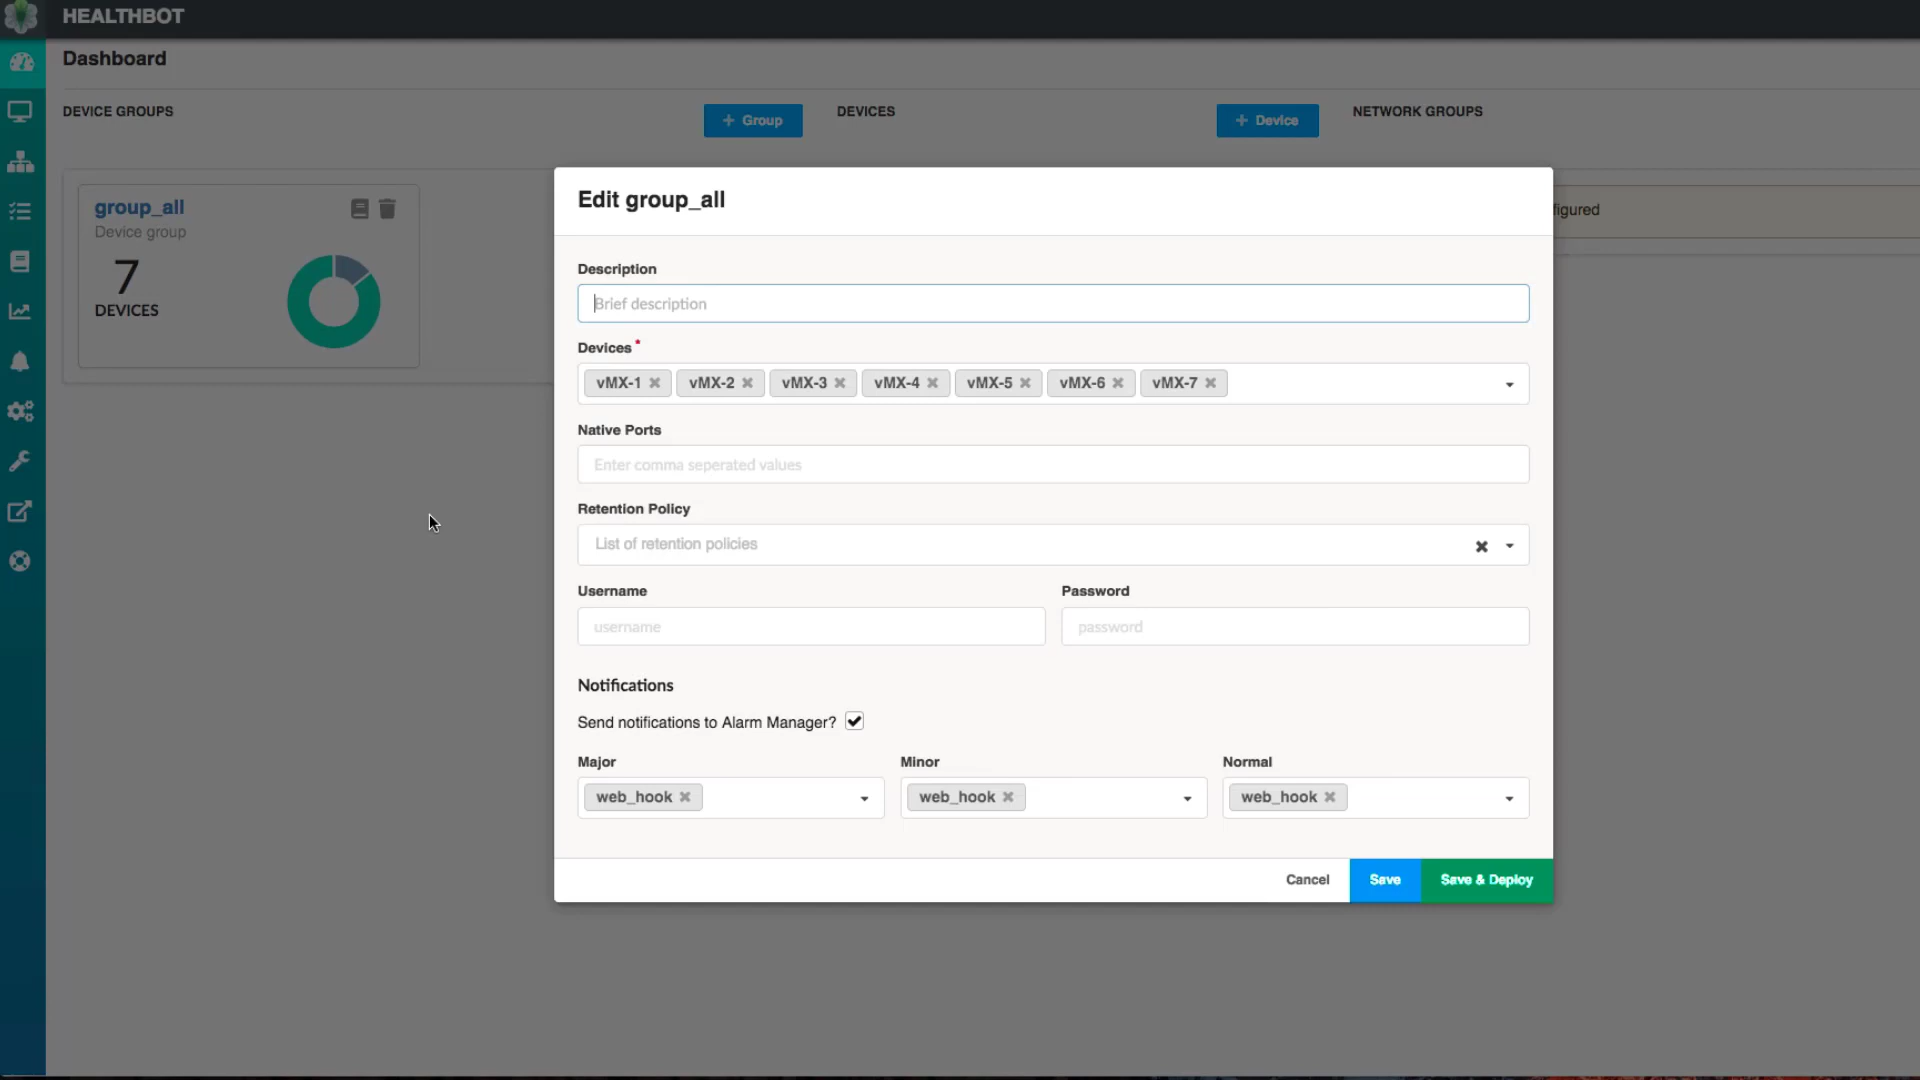 HEALTHBOT
Dashboard
DEVICE GROUPS
+ Group
DEVICES
+ Device
NETWORK GROUPS
group_all
Device group
7
DEVICES
figured
Edit group_all
Description
Brief description
Devices *
vMX-1 vMX-2 vMX-3 vMX-4 vMX-5 vMX-6 vMX-7
Native Ports
Enter comma seperated values
Retention Policy
List of retention policies
Username Password
username password
Notifications
Send notifications to Alarm Manager?
Major Minor Normal
web_hook web_hook web_hook
Cancel Save Save & Deploy